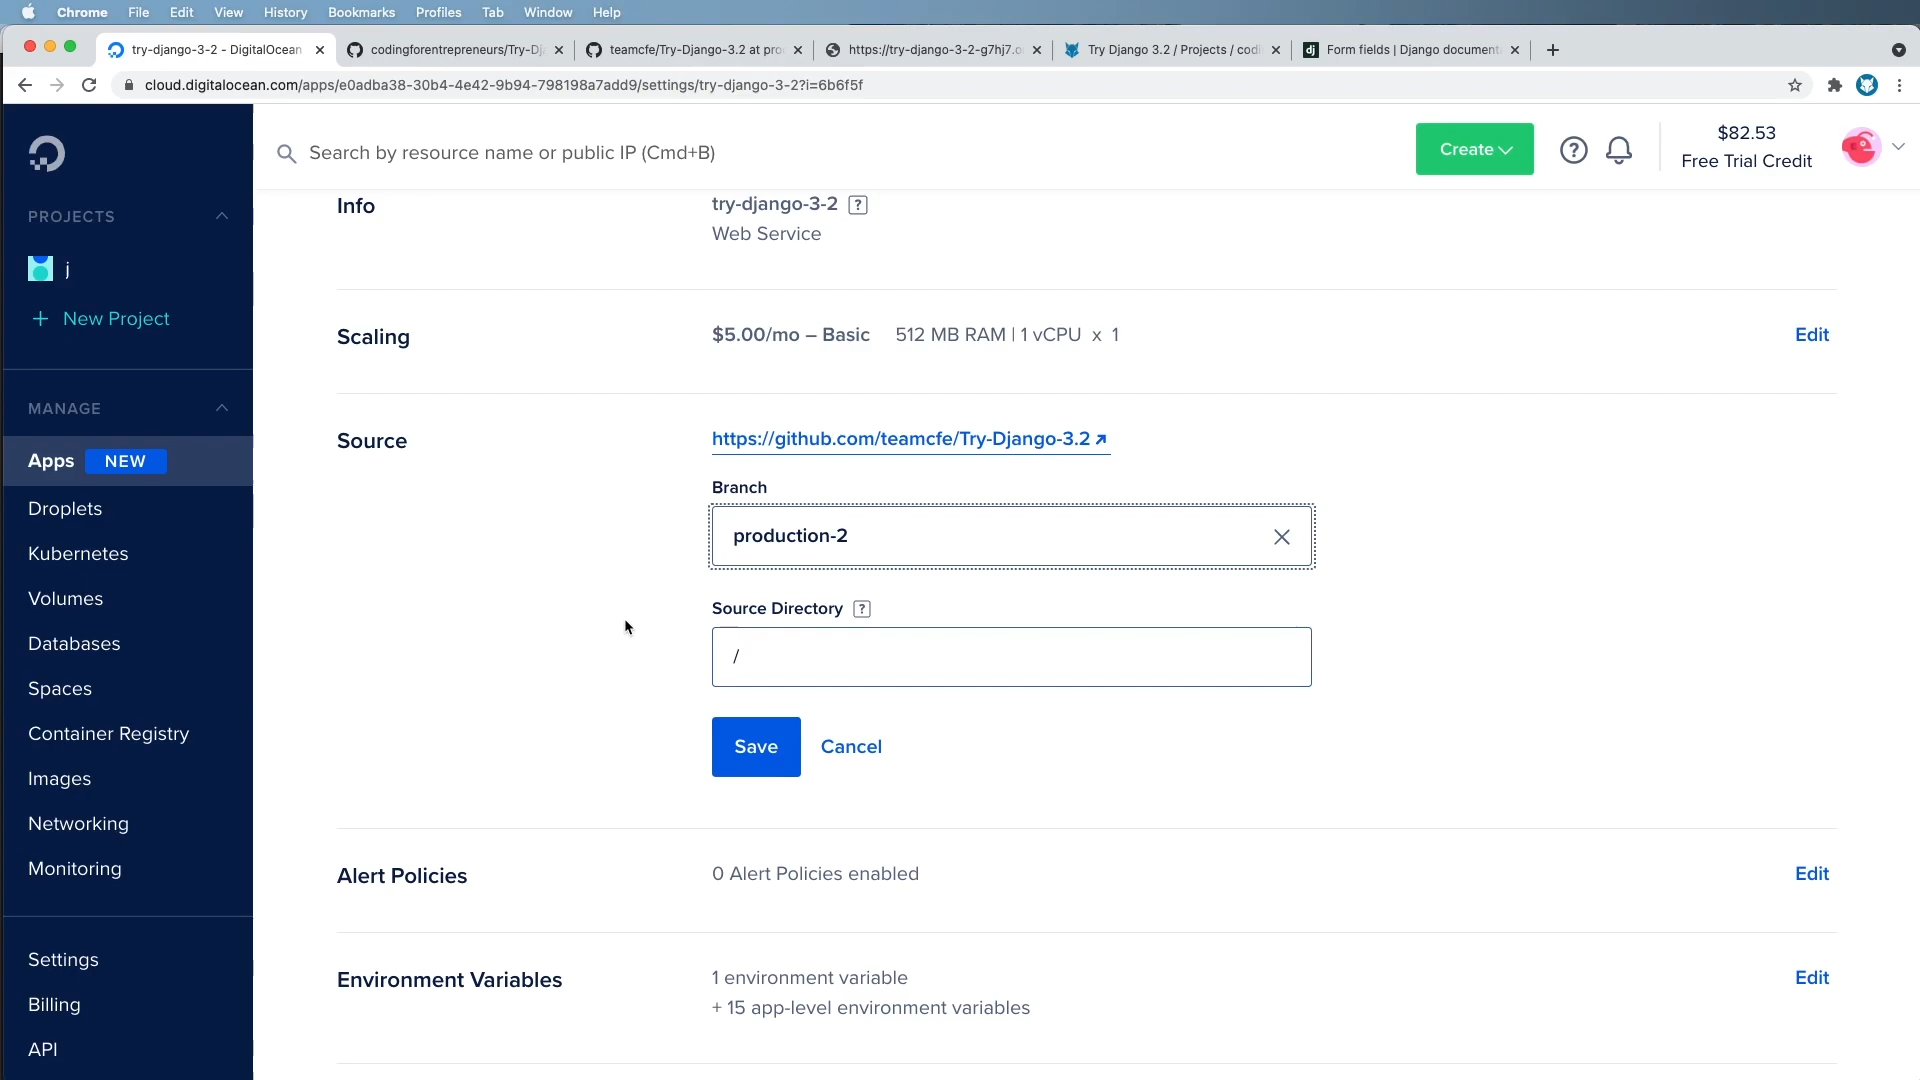 Chrome File Edit View History Bookmarks Profiles Tab Window Help
try-django-3-2 - DigitalOcean
codingforentrepreneurs/Try-Dj
teamcfe/Try-Django-3.2 at pro
https://try-django-3-2-g7hj7.o
Try Django 3.2 / Projects / codi
dj Form fields | Django document
cloud.digitalocean.com/apps/e0adba38-30b4-4e42-9b94-798198a7add9/settings/try-django-3-2?i=6b6f5f
Search by resource name or public IP (Cmd+B)
Create
?
$82.53
Free Trial Credit
PROJECTS
j
+ New Project
MANAGE
Apps NEW
Droplets
Kubernetes
Volumes
Databases
Spaces
Container Registry
Images
Networking
Monitoring
Settings
Billing
API
Info
try-django-3-2 ?
Web Service
Scaling
$5.00/mo – Basic 512 MB RAM | 1 vCPU x 1
Edit
Source
https://github.com/teamcfe/Try-Django-3.2
Branch
production-2
Source Directory ?
/
Save Cancel
Alert Policies
0 Alert Policies enabled
Edit
Environment Variables
1 environment variable
+ 15 app-level environment variables
Edit